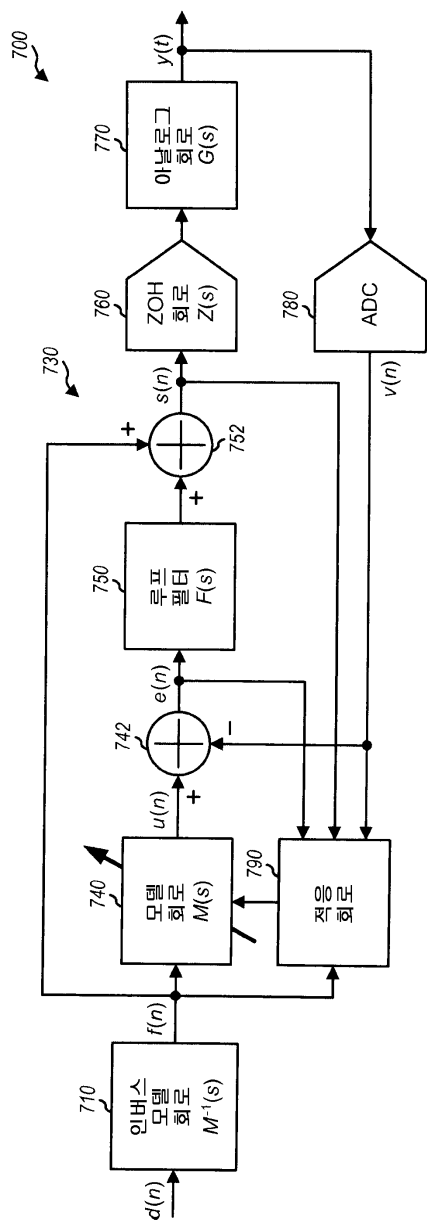 700
730
d(n)
710
인버스
모델
회로
M⁻¹(s)
f(n)
740
모델
회로
M(s)
u(n)
+
742
−
e(n)
750
루프
필터
F(s)
+
+
752
s(n)
760
ZOH
회로
Z(s)
770
아날로그
회로
G(s)
y(t)
780
ADC
v(n)
790
적응
회로